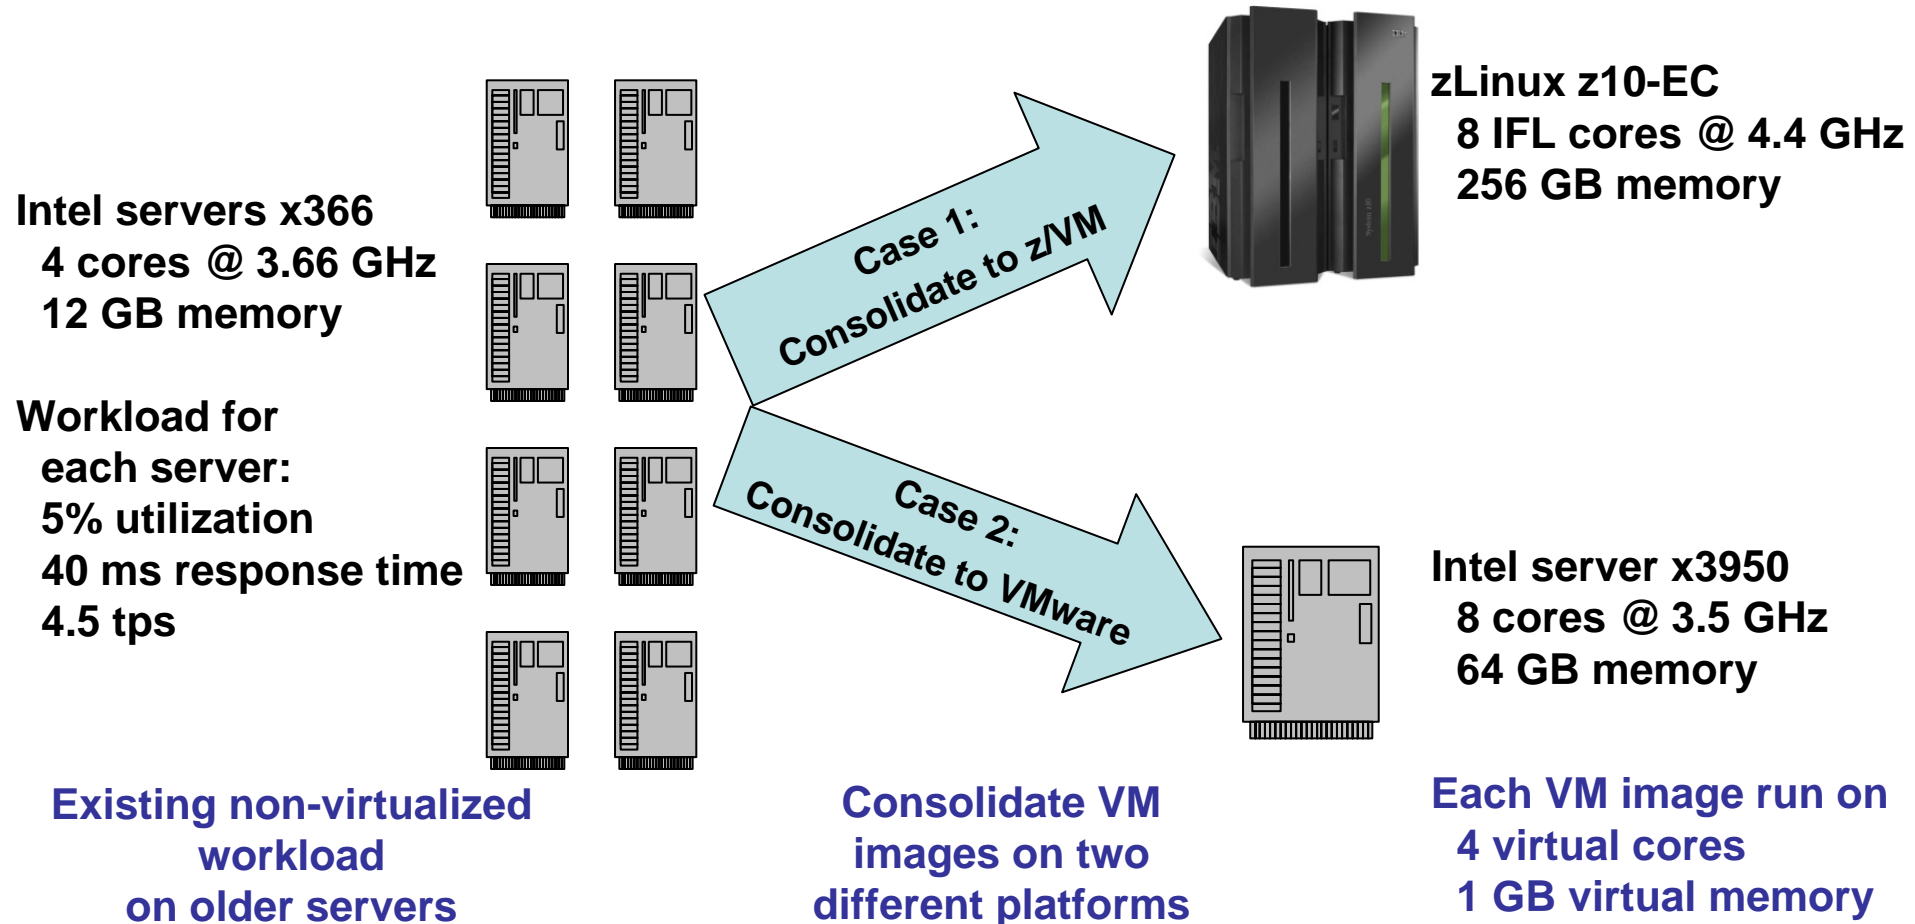 Intel servers x366
4 cores @ 3.66 GHz
12 GB memory
Workload for
each server:
5% utilization
40 ms response time
4.5 tps
Existing non-virtualized
workload
on older servers
Case 1:
Consolidate to z/VM
Case 2:
Consolidate to VMware
Consolidate VM
images on two
different platforms
zLinux z10-EC
8 IFL cores @ 4.4 GHz
256 GB memory
Intel server x3950
8 cores @ 3.5 GHz
64 GB memory
Each VM image run on
4 virtual cores
1 GB virtual memory